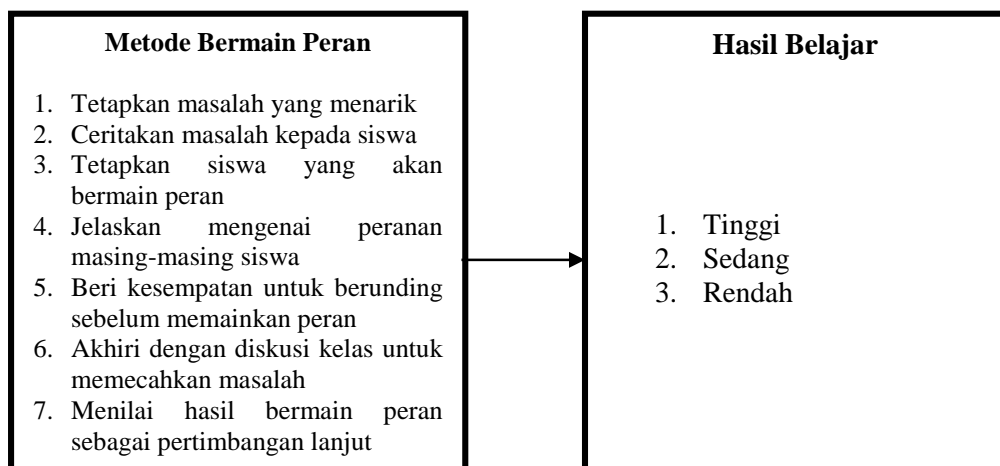 Metode Bermain Peran
1. Tetapkan masalah yang menarik
2. Ceritakan masalah kepada siswa
3. Tetapkan siswa yang akan
bermain peran
4. Jelaskan mengenai peranan
masing-masing siswa
5. Beri kesempatan untuk berunding
sebelum memainkan peran
6. Akhiri dengan diskusi kelas untuk
memecahkan masalah
7. Menilai hasil bermain peran
sebagai pertimbangan lanjut
Hasil Belajar
1. Tinggi
2. Sedang
3. Rendah